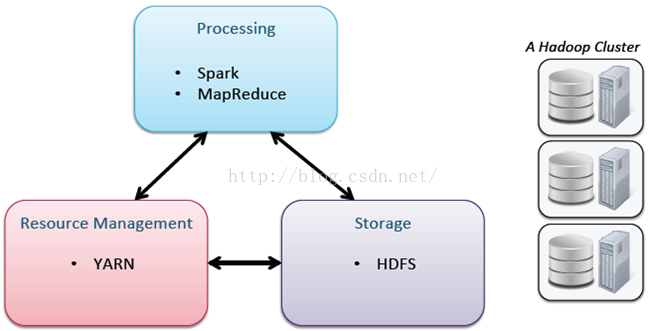 Processing
• Spark
• MapReduce
A Hadoop Cluster
http://blog.csdn.net/
Resource Management
• YARN
Storage
• HDFS